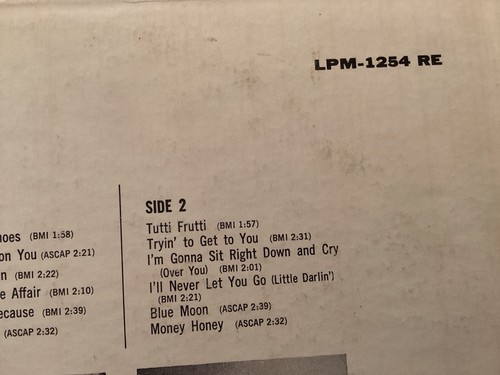 LPM-1254 RE
hoes (BMI 1:58)
on You (ASCAP 2:21)
n (BMI 2:22)
e Affair (BMI 2:10)
ecause (BMI 2:39)
(ASCAP 2:32)
SIDE 2
Tutti Frutti (BMI 1:57)
Tryin' to Get to You (BMI 2:31)
I'm Gonna Sit Right Down and Cry
(Over You) (BMI 2:01)
I'll Never Let You Go (Little Darlin')
(BMI 2:21)
Blue Moon (ASCAP 2:39)
Money Honey (ASCAP 2:32)